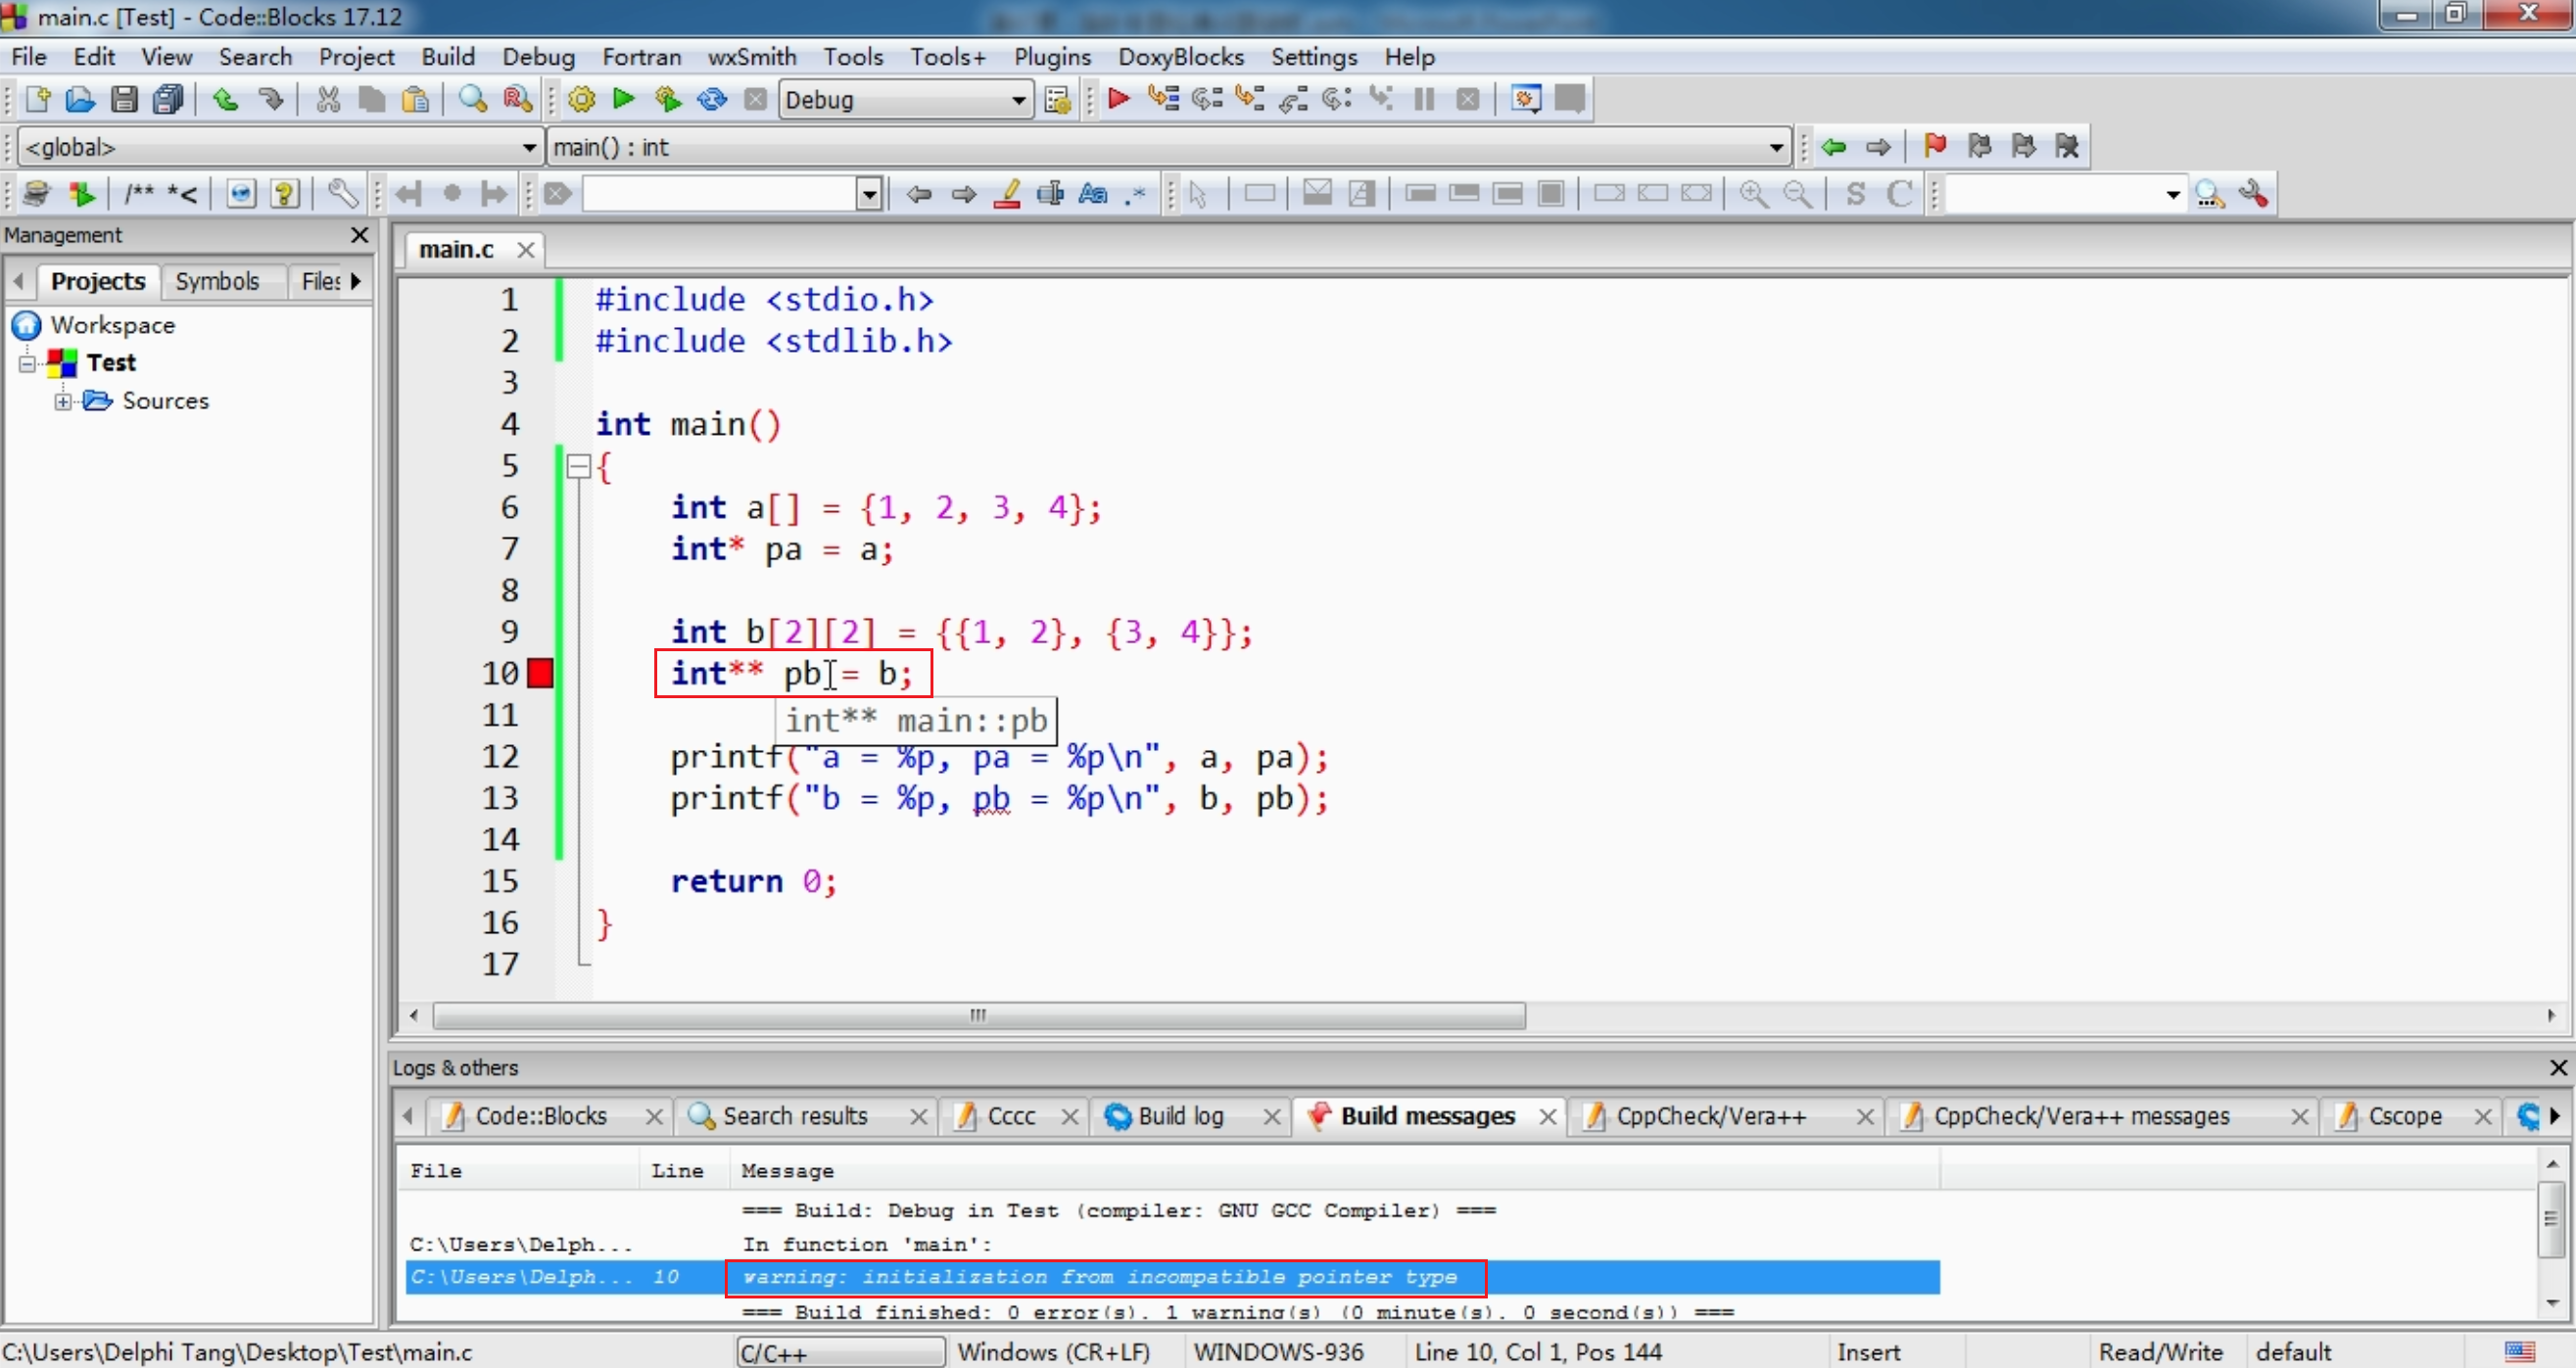 main.c [Test] - Code::Blocks 17.12
File Edit View Search Project Build Debug Fortran wxSmith Tools Tools+ Plugins DoxyBlocks Settings Help
Debug
<global> main() : int
/** *<
Aa .* S C
Management
main.c
Projects Symbols Files
Workspace
Test
Sources
1 #include <stdio.h>
2 #include <stdlib.h>
3
4 int main()
5 {
6 int a[] = {1, 2, 3, 4};
7 int* pa = a;
8
9 int b[2][2] = {{1, 2}, {3, 4}};
10 int** pb = b;
11 int** main::pb
12 printf("a = %p, pa = %p\n", a, pa);
13 printf("b = %p, pb = %p\n", b, pb);
14
15 return 0;
16 }
17
Logs & others
Code::Blocks Search results Cccc Build log Build messages CppCheck/Vera++ CppCheck/Vera++ messages Cscope
File Line Message
=== Build: Debug in Test (compiler: GNU GCC Compiler) ===
C:\Users\Delph... In function 'main':
C:\Users\Delph... 10 warning: initialization from incompatible pointer type
=== Build finished: 0 error(s), 1 warning(s) (0 minute(s), 0 second(s)) ===
C:\Users\Delphi Tang\Desktop\Test\main.c C/C++ Windows (CR+LF) WINDOWS-936 Line 10, Col 1, Pos 144 Insert Read/Write default